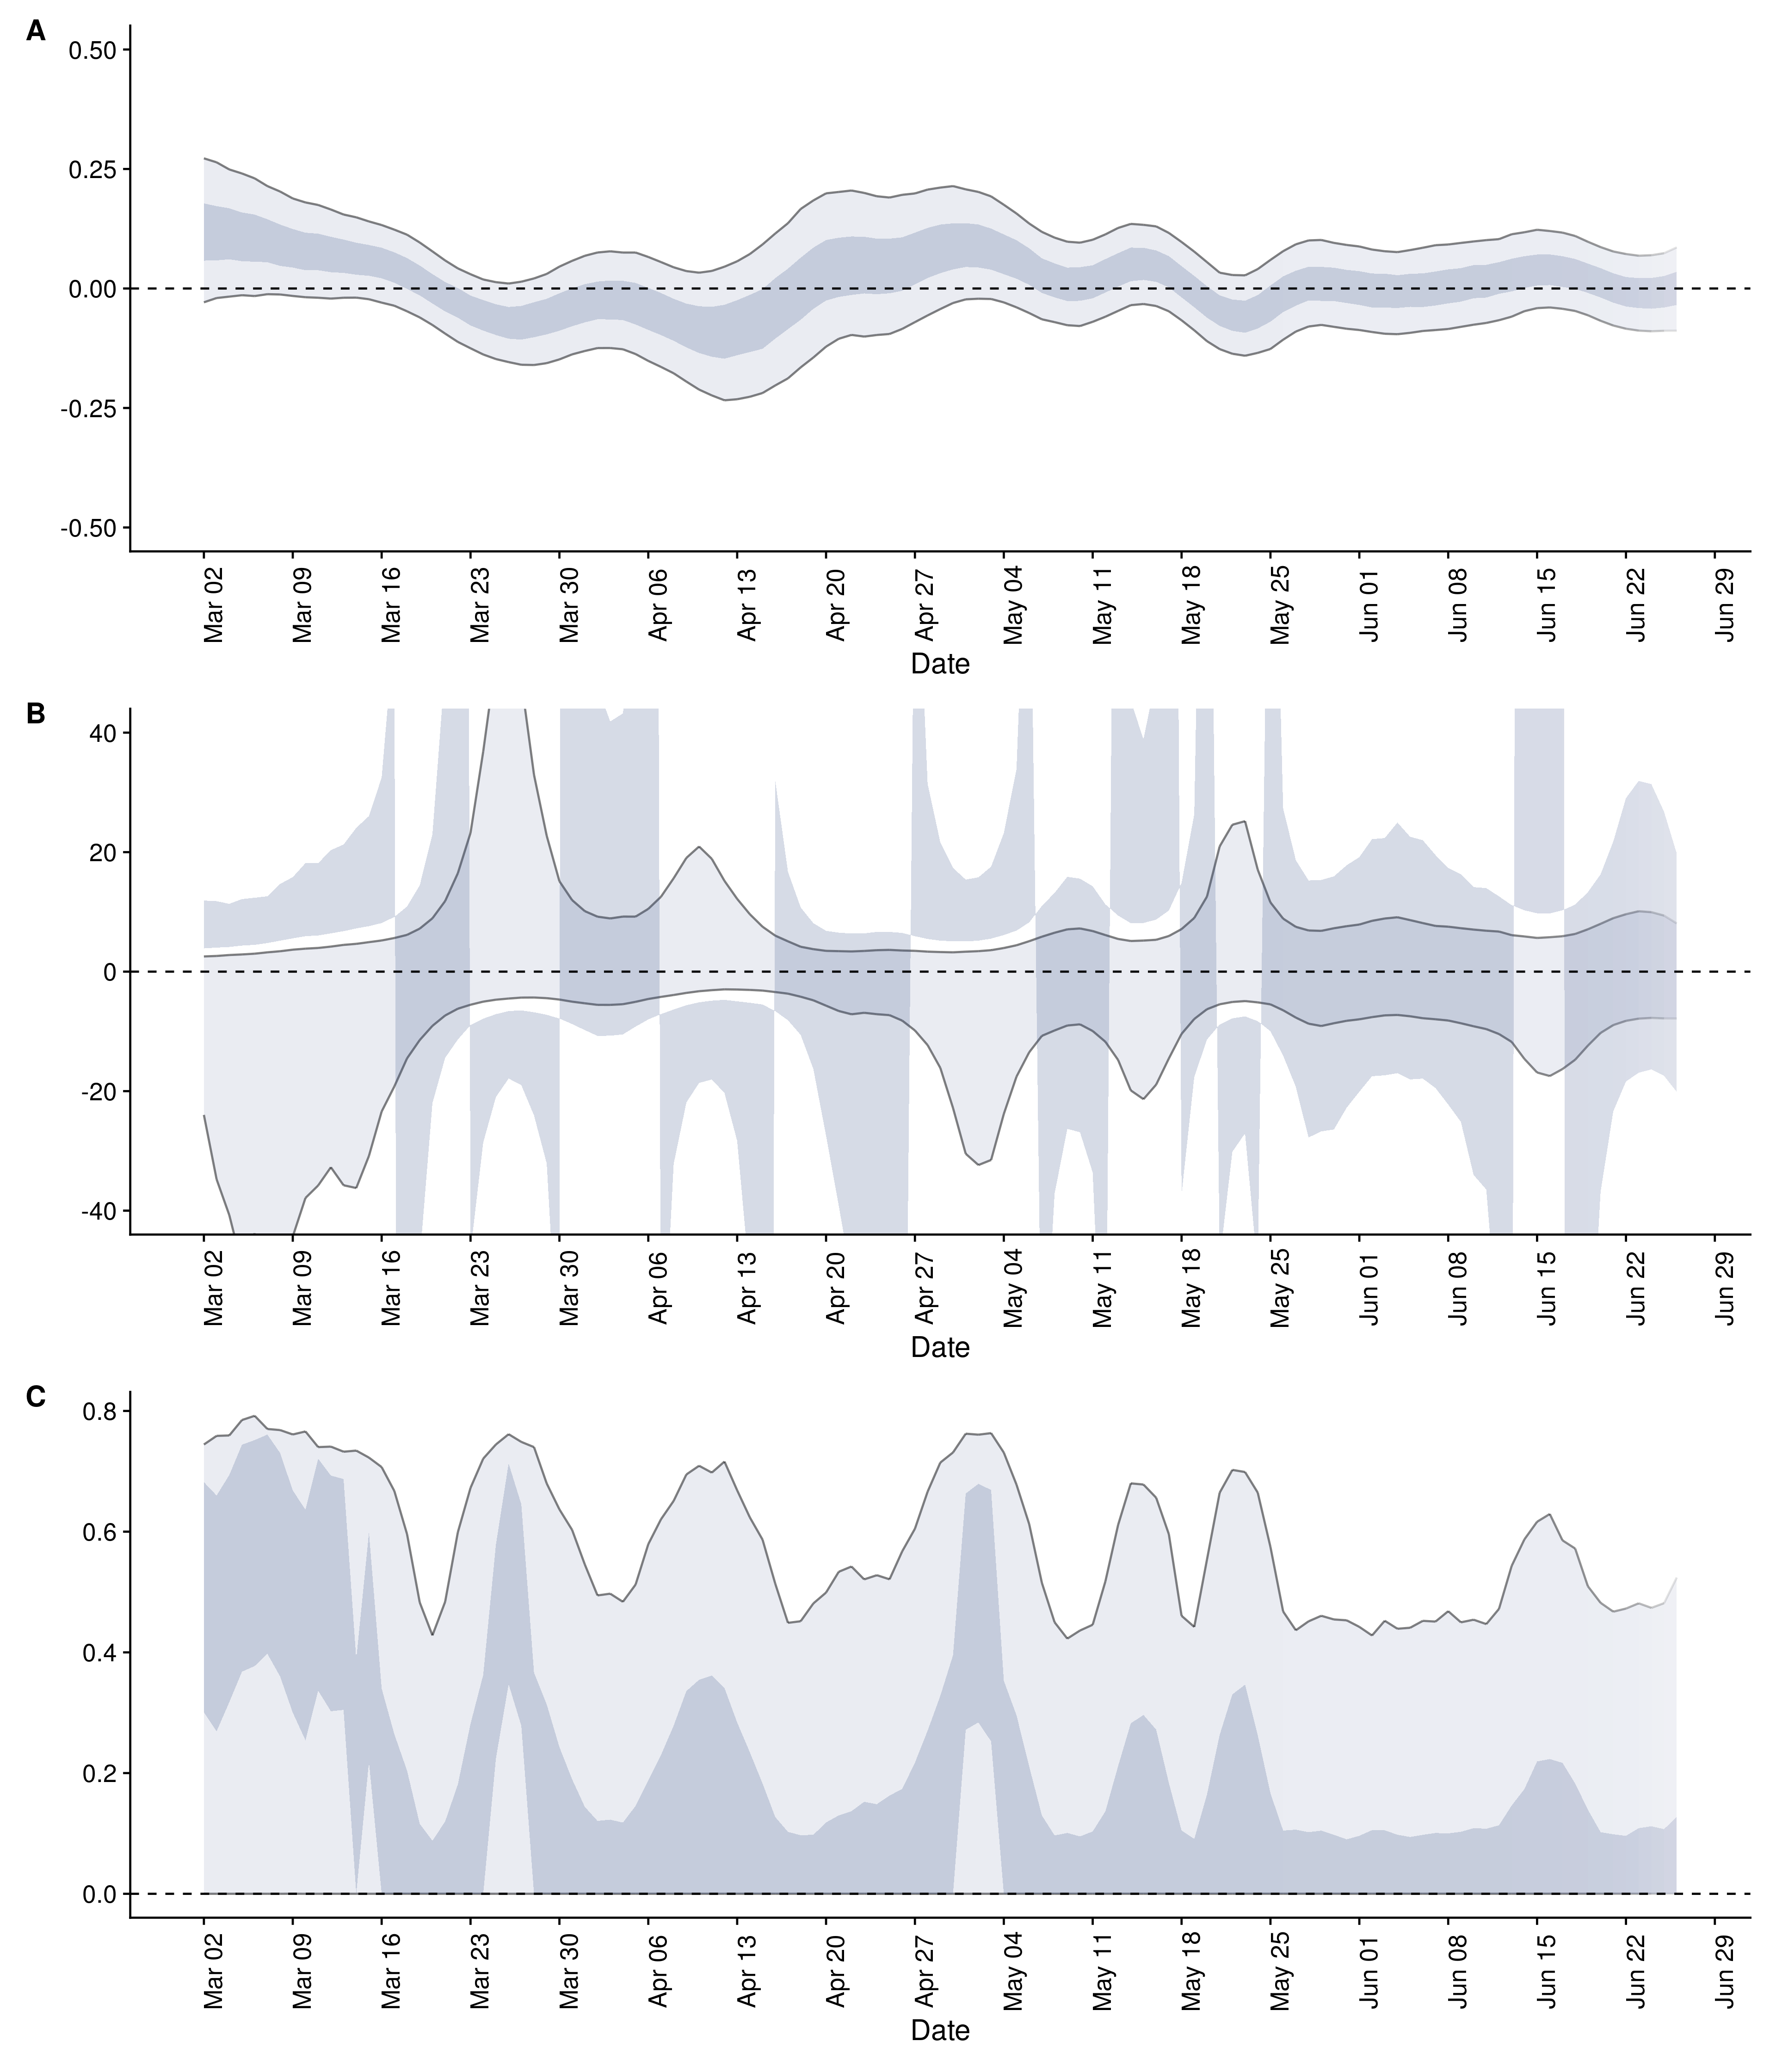 A
0.50
0.25
0.00
-0.25
-0.50
Mar 02
Mar 09
Mar 16
Mar 23
Mar 30
Apr 06
Apr 13
Apr 20
Apr 27
May 04
May 11
May 18
May 25
Jun 01
Jun 08
Jun 15
Jun 22
Jun 29
Date
B
40
20
0
-20
-40
Mar 02
Mar 09
Mar 16
Mar 23
Mar 30
Apr 06
Apr 13
Apr 20
Apr 27
May 04
May 11
May 18
May 25
Jun 01
Jun 08
Jun 15
Jun 22
Jun 29
Date
C
0.8
0.6
0.4
0.2
0.0
Mar 02
Mar 09
Mar 16
Mar 23
Mar 30
Apr 06
Apr 13
Apr 20
Apr 27
May 04
May 11
May 18
May 25
Jun 01
Jun 08
Jun 15
Jun 22
Jun 29
Date